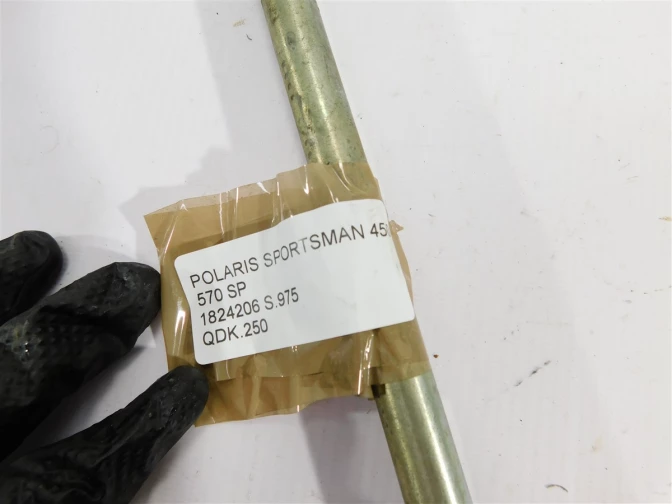 POLARIS SPORTSMAN 45
570 SP
1824206 S.975
QDK.250